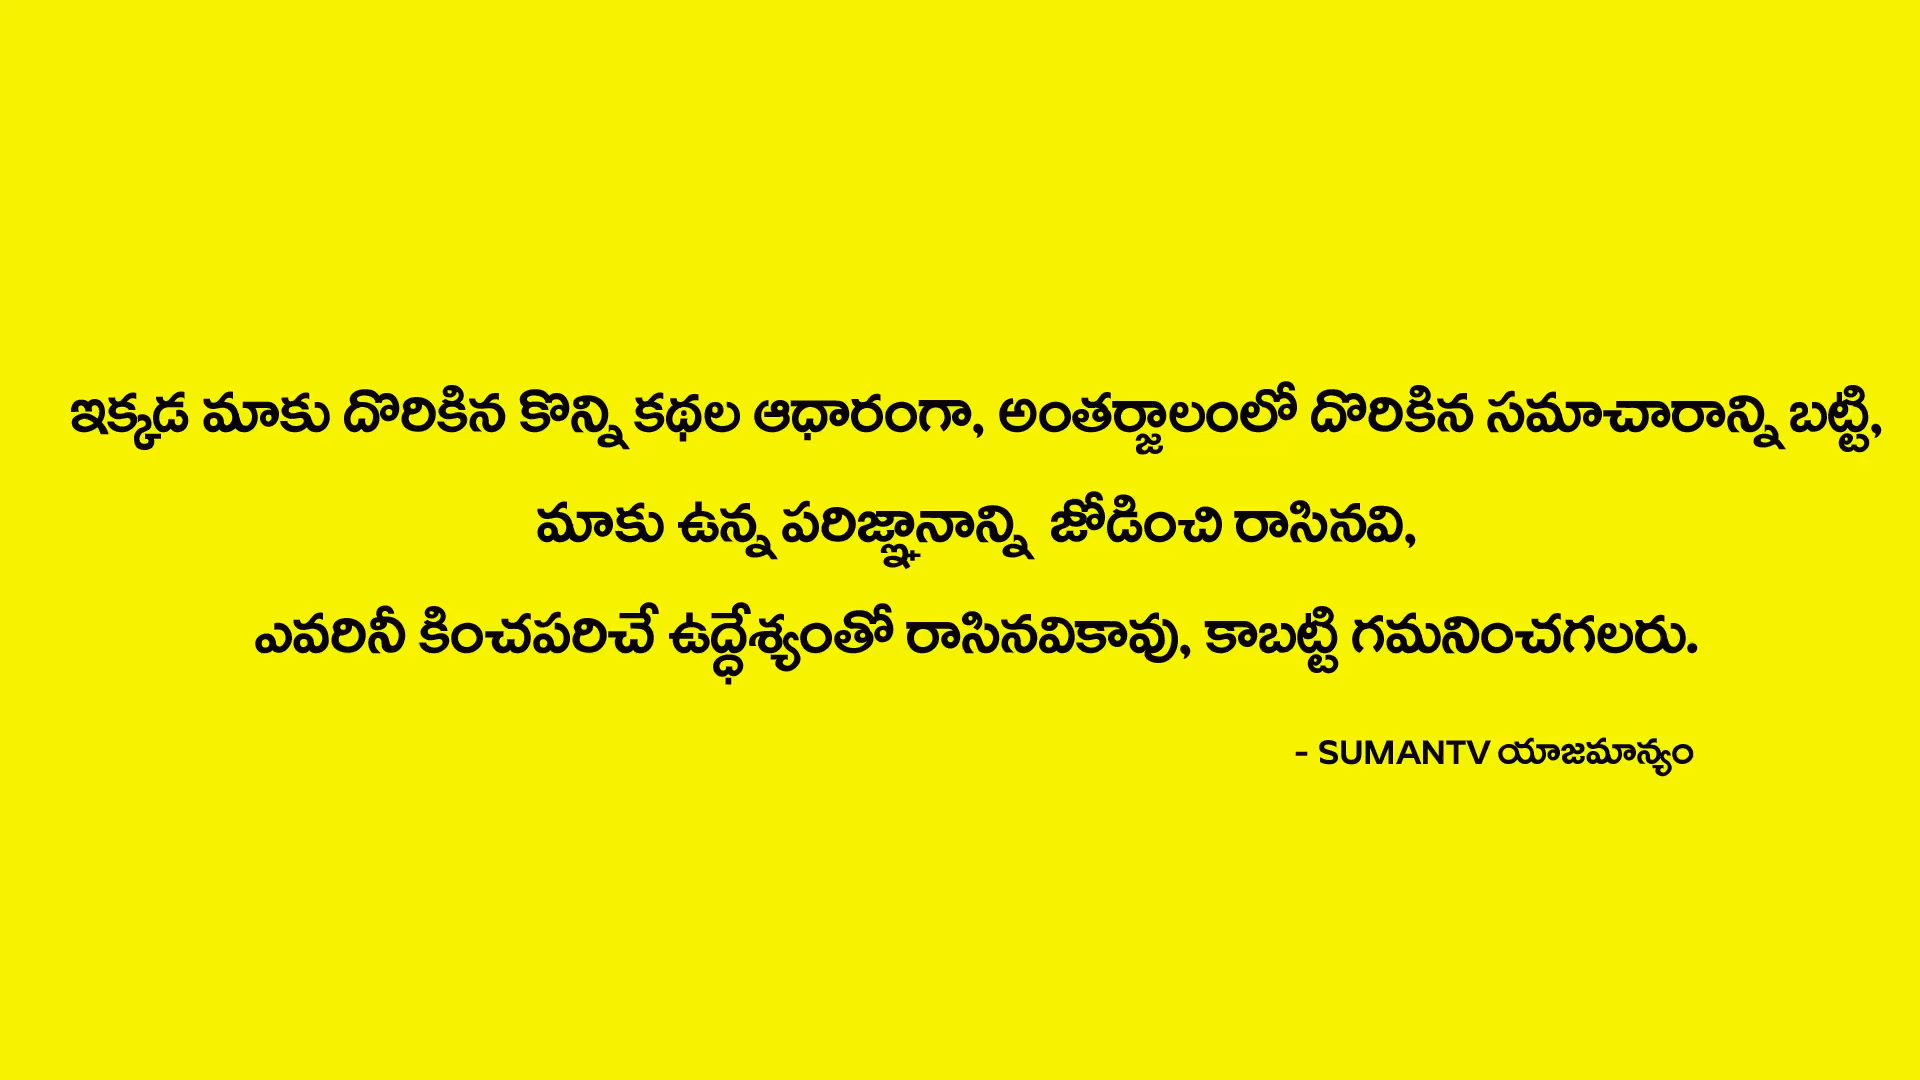 ఇక్కడ మాకు దొరికిన కొన్ని కథల ఆధారంగా, అంతర్జాలంలో దొరికిన సమాచారాన్ని బట్టి,
మాకు ఉన్న పరిజ్ఞానాన్ని జోడించి రాసినవి,
ఎవరినీ కించపరిచే ఉద్ధేశ్యంతో రాసినవికావు, కాబట్టి గమనించగలరు.
- SUMANTV యాజమాన్యం